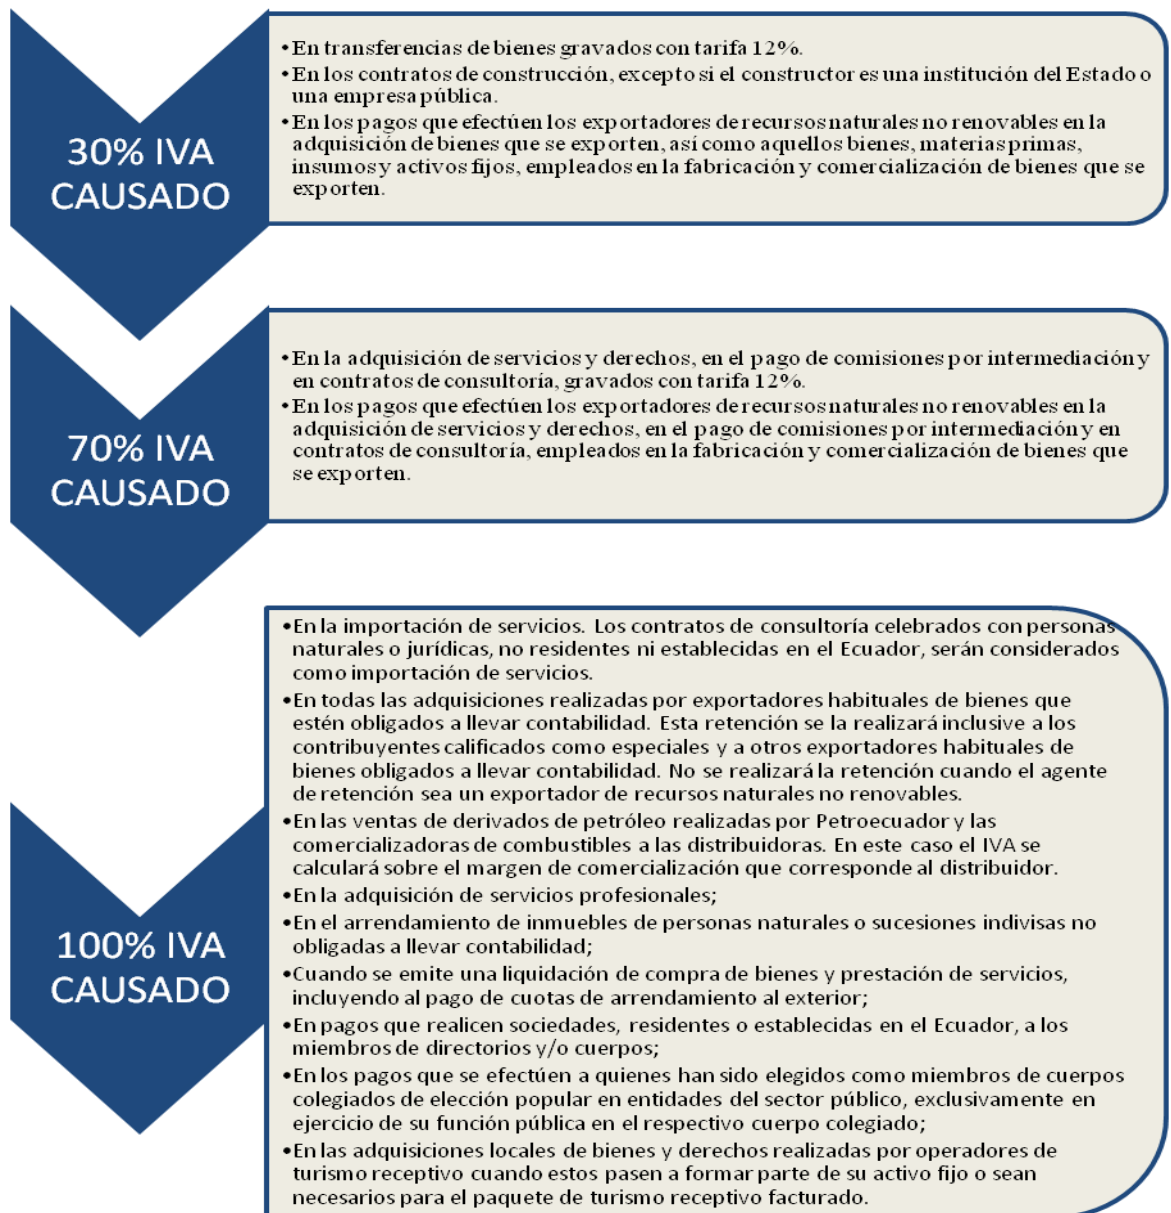 30% IVA
CAUSADO
•En transferencias de bienes gravados con tarifa 12%.
•En los contratos de construcción, excepto si el constructor es una institución del Estado o
una empresa pública.
•En los pagos que efectúen los exportadores de recursos naturales no renovables en la
adquisición de bienes que se exporten, así como aquellos bienes, materias primas,
insumos y activos fijos, empleados en la fabricación y comercialización de bienes que se
exporten.
70% IVA
CAUSADO
•En la adquisición de servicios y derechos, en el pago de comisiones por intermediación y
en contratos de consultoría, gravados con tarifa 12%.
•En los pagos que efectúen los exportadores de recursos naturales no renovables en la
adquisición de servicios y derechos, en el pago de comisiones por intermediación y en
contratos de consultoría, empleados en la fabricación y comercialización de bienes que
se exporten.
100% IVA
CAUSADO
•En la importación de servicios. Los contratos de consultoría celebrados con personas
naturales o jurídicas, no residentes ni establecidas en el Ecuador, serán considerados
como importación de servicios.
•En todas las adquisiciones realizadas por exportadores habituales de bienes que
estén obligados a llevar contabilidad. Esta retención se la realizará inclusive a los
contribuyentes calificados como especiales y a otros exportadores habituales de
bienes obligados a llevar contabilidad. No se realizará la retención cuando el agente
de retención sea un exportador de recursos naturales no renovables.
•En las ventas de derivados de petróleo realizadas por Petroecuador y las
comercializadoras de combustibles a las distribuidoras. En este caso el IVA se
calculará sobre el margen de comercialización que corresponde al distribuidor.
•En la adquisición de servicios profesionales;
•En el arrendamiento de inmuebles de personas naturales o sucesiones indivisas no
obligadas a llevar contabilidad;
•Cuando se emite una liquidación de compra de bienes y prestación de servicios,
incluyendo al pago de cuotas de arrendamiento al exterior;
•En pagos que realicen sociedades, residentes o establecidas en el Ecuador, a los
miembros de directorios y/o cuerpos;
•En los pagos que se efectúen a quienes han sido elegidos como miembros de cuerpos
colegiados de elección popular en entidades del sector público, exclusivamente en
ejercicio de su función pública en el respectivo cuerpo colegiado;
•En las adquisiciones locales de bienes y derechos realizadas por operadores de
turismo receptivo cuando estos pasen a formar parte de su activo fijo o sean
necesarios para el paquete de turismo receptivo facturado.